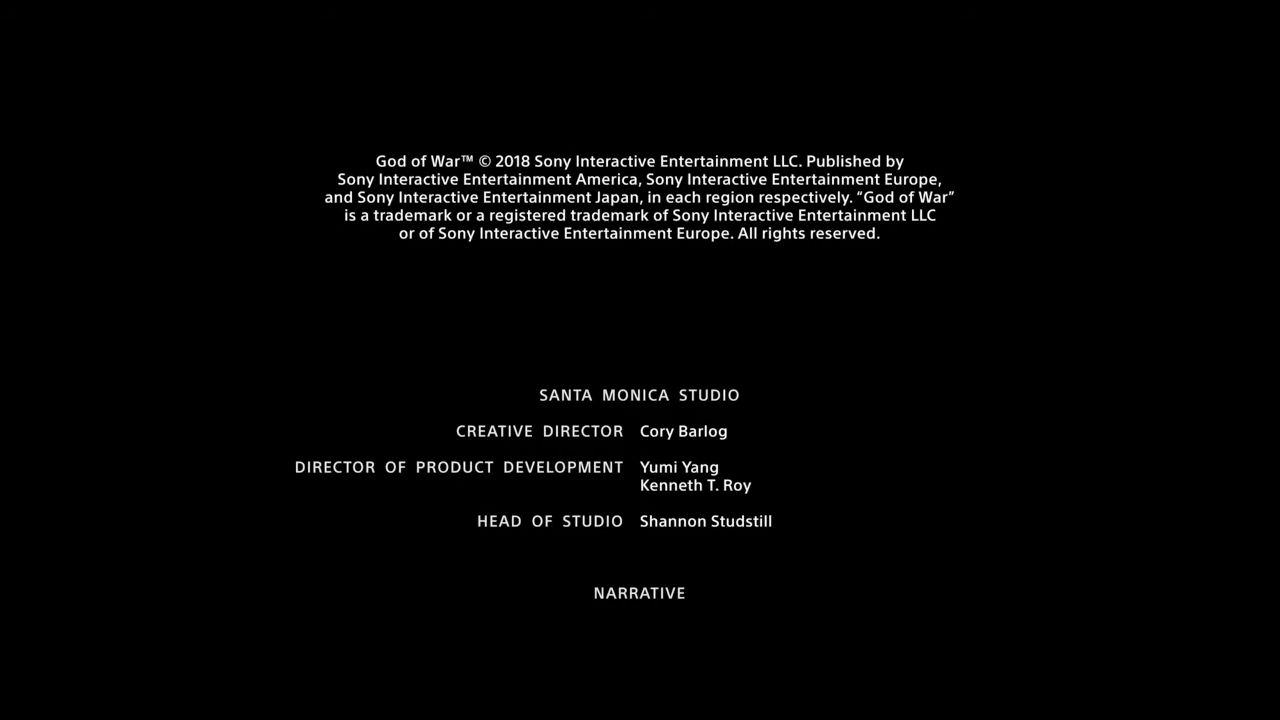 God of War™ © 2018 Sony Interactive Entertainment LLC. Published by
Sony Interactive Entertainment America, Sony Interactive Entertainment Europe,
and Sony Interactive Entertainment Japan, in each region respectively. “God of War”
is a trademark or a registered trademark of Sony Interactive Entertainment LLC
or of Sony Interactive Entertainment Europe. All rights reserved.
SANTA MONICA STUDIO
CREATIVE DIRECTOR Cory Barlog
DIRECTOR OF PRODUCT DEVELOPMENT Yumi Yang
Kenneth T. Roy
HEAD OF STUDIO Shannon Studstill
NARRATIVE